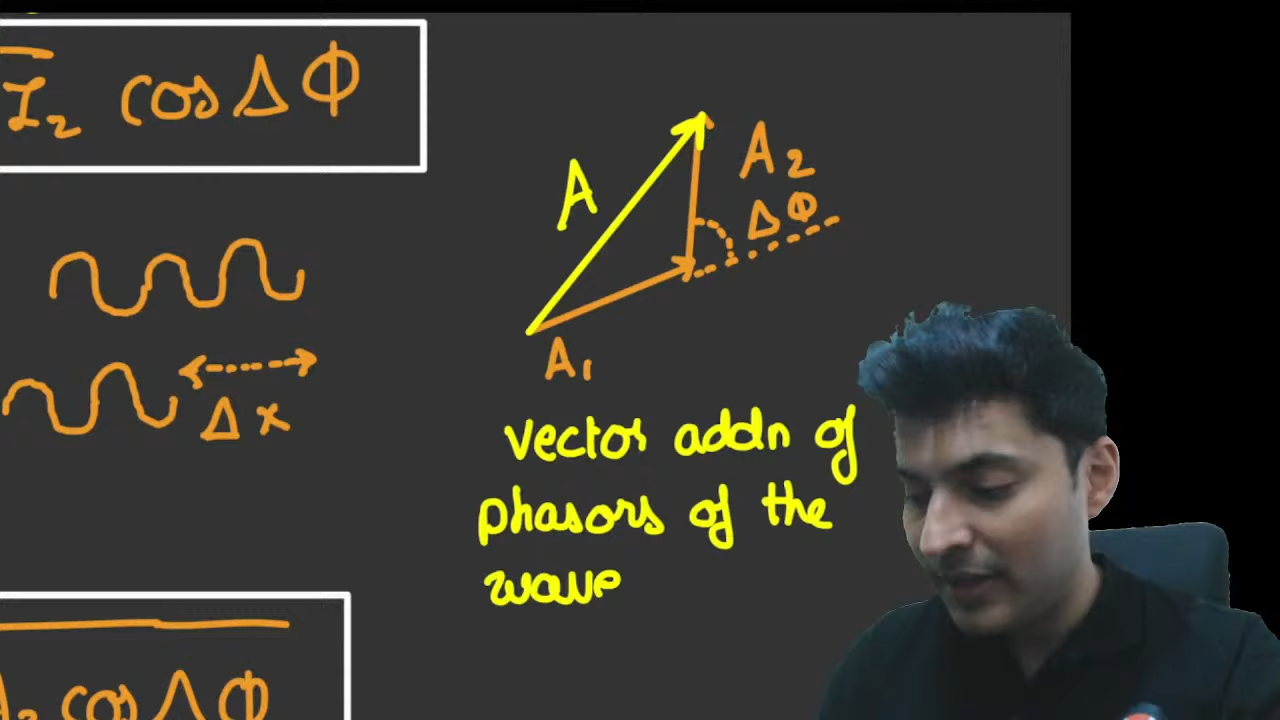 I₂ cos Δφ
A
A₂
Δφ
A₁
Δx
vector addn of
phasors of the
wave
A₂ cos Δφ